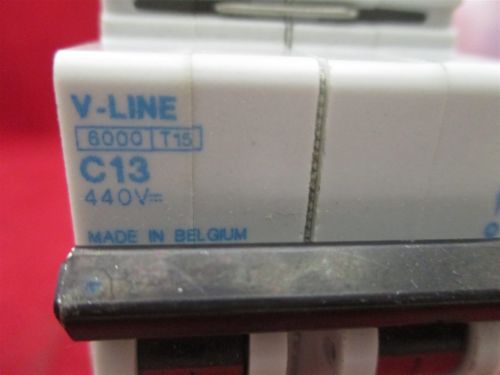 V-LINE
6000 T15
C13
440V⎓
MADE IN BELGIUM